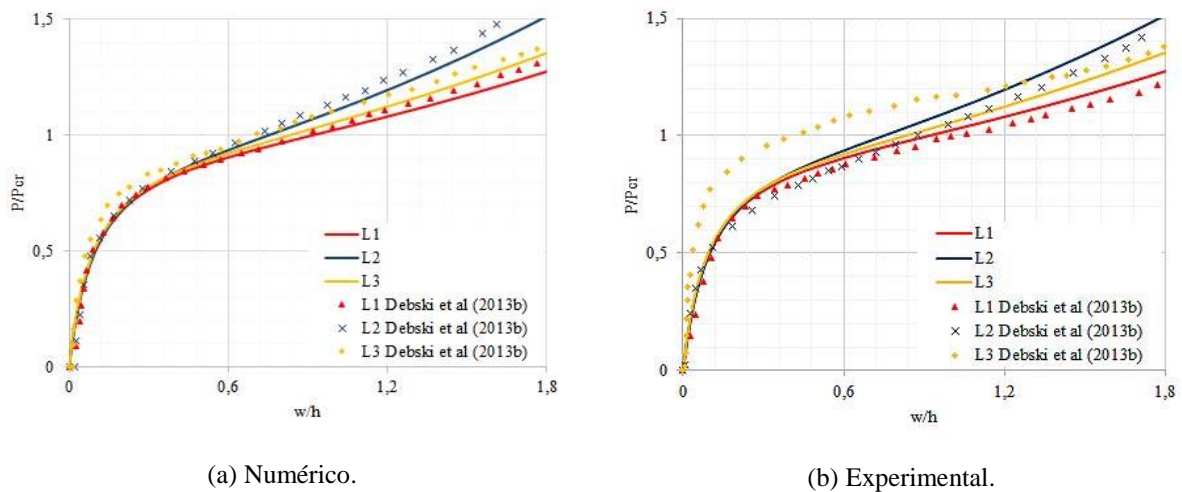 1,5
1
0,5
0
P/Pcr
0
0,6
1,2
1,8
w/h
L1
L2
L3
L1 Debski et al (2013b)
L2 Debski et al (2013b)
L3 Debski et al (2013b)
(a) Numérico.
1,5
1
0,5
0
P/Pcr
0
0,6
1,2
1,8
w/h
L1
L2
L3
L1 Debski et al (2013b)
L2 Debski et al (2013b)
L3 Debski et al (2013b)
(b) Experimental.